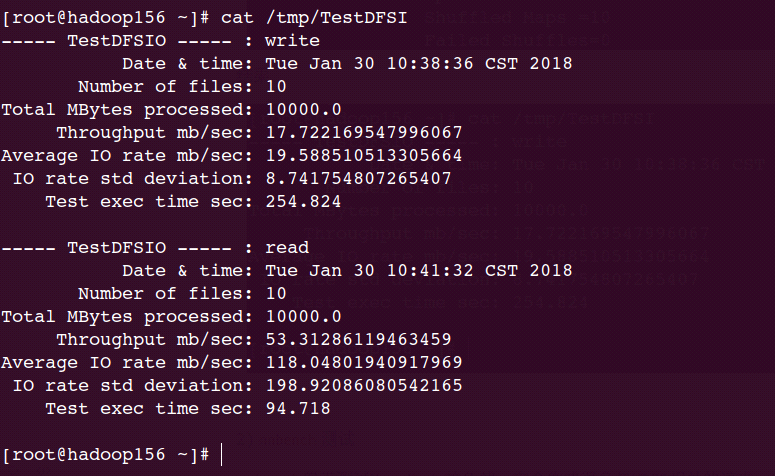 [root@hadoop156 ~]# cat /tmp/TestDFSI
----- TestDFSIO ----- : write
Date & time: Tue Jan 30 10:38:36 CST 2018
Number of files: 10
Total MBytes processed: 10000.0
Throughput mb/sec: 17.722169547996067
Average IO rate mb/sec: 19.588510513305664
IO rate std deviation: 8.741754807265407
Test exec time sec: 254.824
----- TestDFSIO ----- : read
Date & time: Tue Jan 30 10:41:32 CST 2018
Number of files: 10
Total MBytes processed: 10000.0
Throughput mb/sec: 53.31286119463459
Average IO rate mb/sec: 118.04801940917969
IO rate std deviation: 198.92086080542165
Test exec time sec: 94.718
[root@hadoop156 ~]#